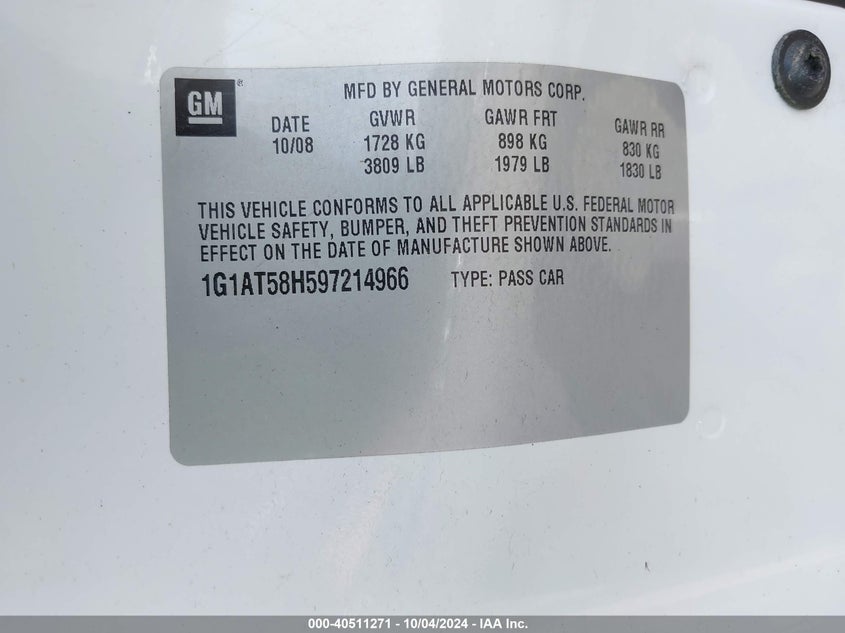 GM®
MFD BY GENERAL MOTORS CORP.
DATE GVWR GAWR FRT GAWR RR
10/08 1728 KG 898 KG 830 KG
3809 LB 1979 LB 1830 LB
THIS VEHICLE CONFORMS TO ALL APPLICABLE U.S. FEDERAL MOTOR
VEHICLE SAFETY, BUMPER, AND THEFT PREVENTION STANDARDS IN
EFFECT ON THE DATE OF MANUFACTURE SHOWN ABOVE.
1G1AT58H597214966 TYPE: PASS CAR
000-40511271 - 10/04/2024 - IAA Inc.